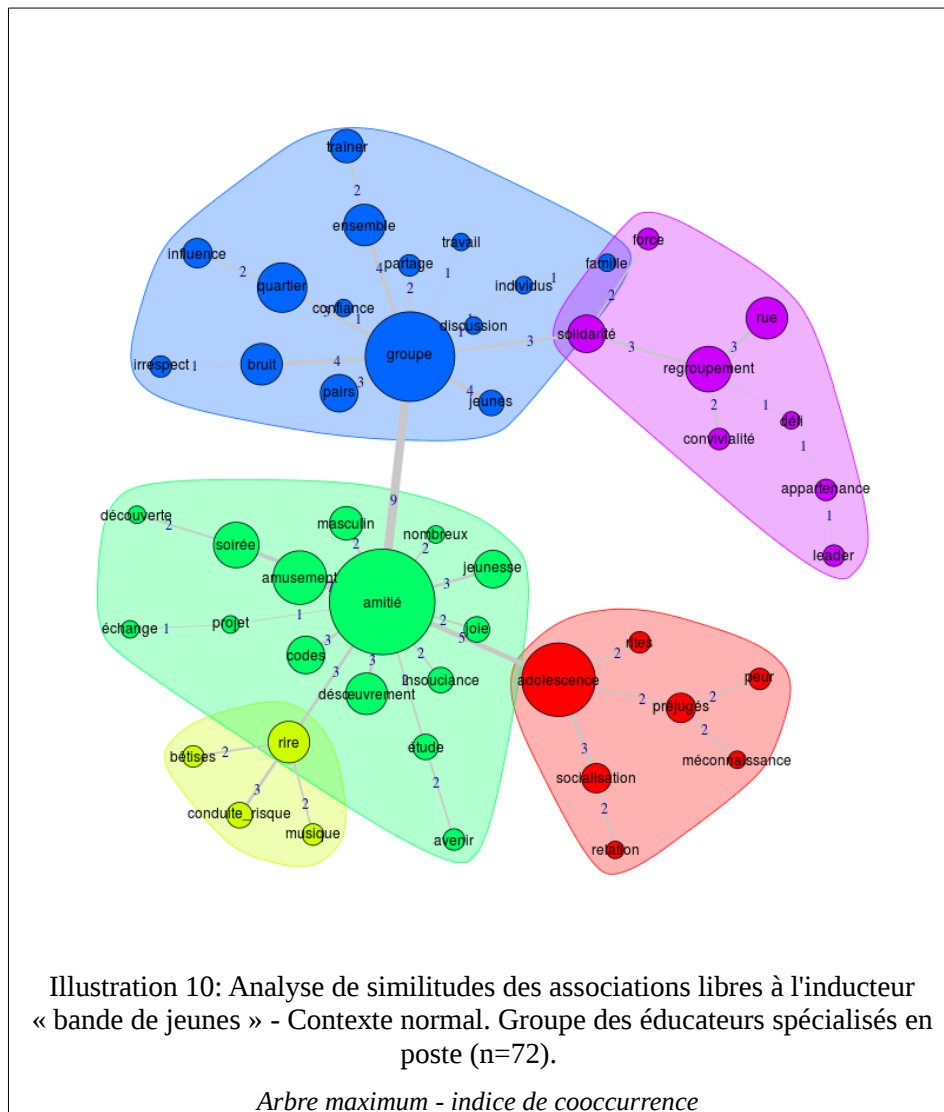 traîner
2
ensemble
influence
travail
force
4
partage
famille
2
1
1
individus
2
quartier
2
confiance
rue
3
1
1
discussion
1
solidarité
groupe
3
3
3
regroupement
irrespect
1
bruit
4
3
4
pairs
jeunes
2
1
défi
convivialité
1
appartenance
9
1
découverte
masculin
nombreux
leader
2
2
2
soirée
jeunesse
amusement
3
7
amitié
2
joie
échange
1
projet
1
5
3
rites
codes
3
2
insouciance
adolescence
2
peur
3
2
désœuvrement
2
préjugés
2
2
rire
étude
3
méconnaissance
bêtises
2
socialisation
2
3
2
2
conduite_risque
musique
avenir
relation
Illustration 10: Analyse de similitudes des associations libres à l'inducteur
« bande de jeunes » - Contexte normal. Groupe des éducateurs spécialisés en
poste (n=72).
Arbre maximum - indice de cooccurrence